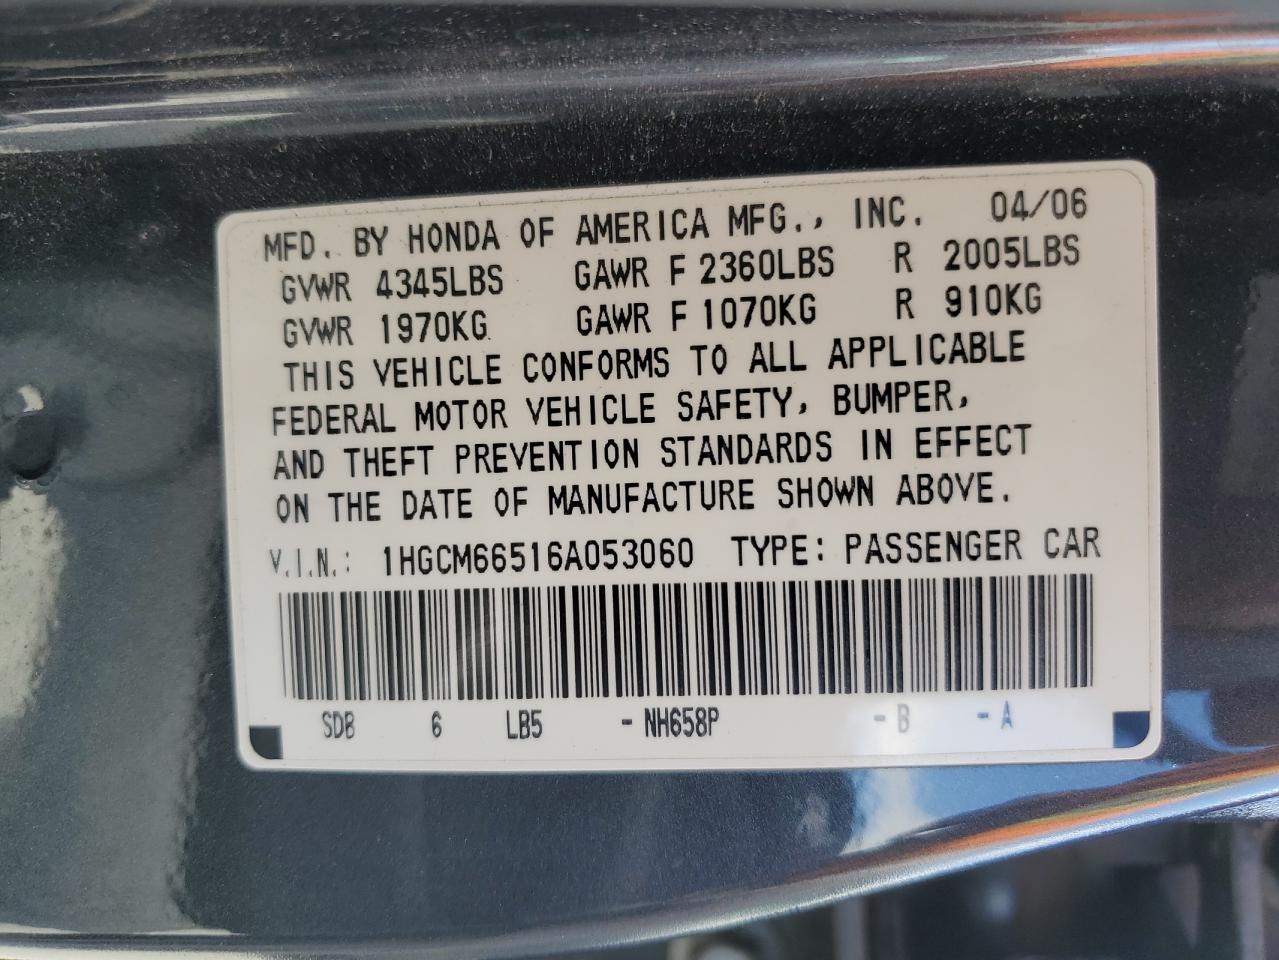 MFD. BY HONDA OF AMERICA MFG., INC. 04/06
GVWR 4345LBS GAWR F 2360LBS R 2005LBS
GVWR 1970KG GAWR F 1070KG R 910KG
THIS VEHICLE CONFORMS TO ALL APPLICABLE
FEDERAL MOTOR VEHICLE SAFETY, BUMPER,
AND THEFT PREVENTION STANDARDS IN EFFECT
ON THE DATE OF MANUFACTURE SHOWN ABOVE.
V.I.N.: 1HGCM66516A053060 TYPE: PASSENGER CAR
SDB 6 LB5 -NH658P -B -A